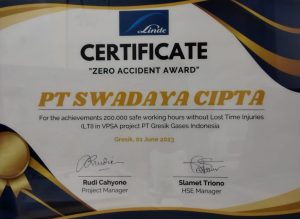 Linde
CERTIFICATE
"ZERO ACCIDENT AWARD"
PT SWADAYA CIPTA
For the achievements 200,000 safe working hours without Lost Time Injuries
(LTI) in VPSA project PT Gresik Gases Indonesia
Gresik, 01 June 2023
Rudi Cahyono
Project Manager
Slamet Triono
HSE Manager